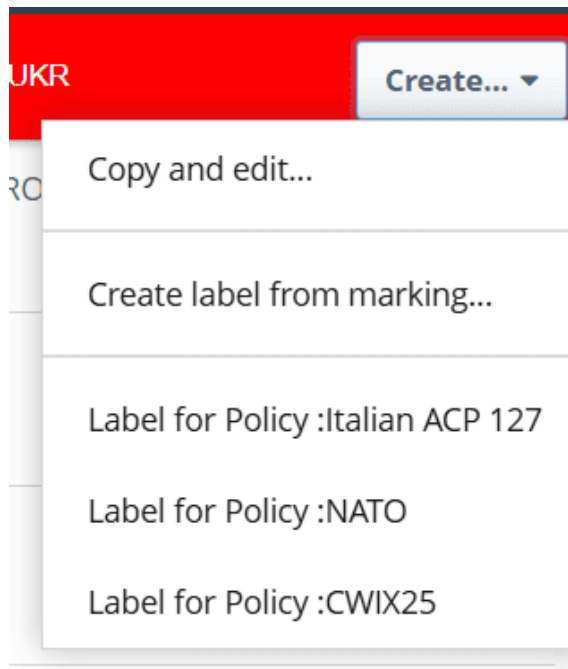 UKR
Create...
Copy and edit...
RO
Create label from marking...
Label for Policy :Italian ACP 127
Label for Policy :NATO
Label for Policy :CWIX25